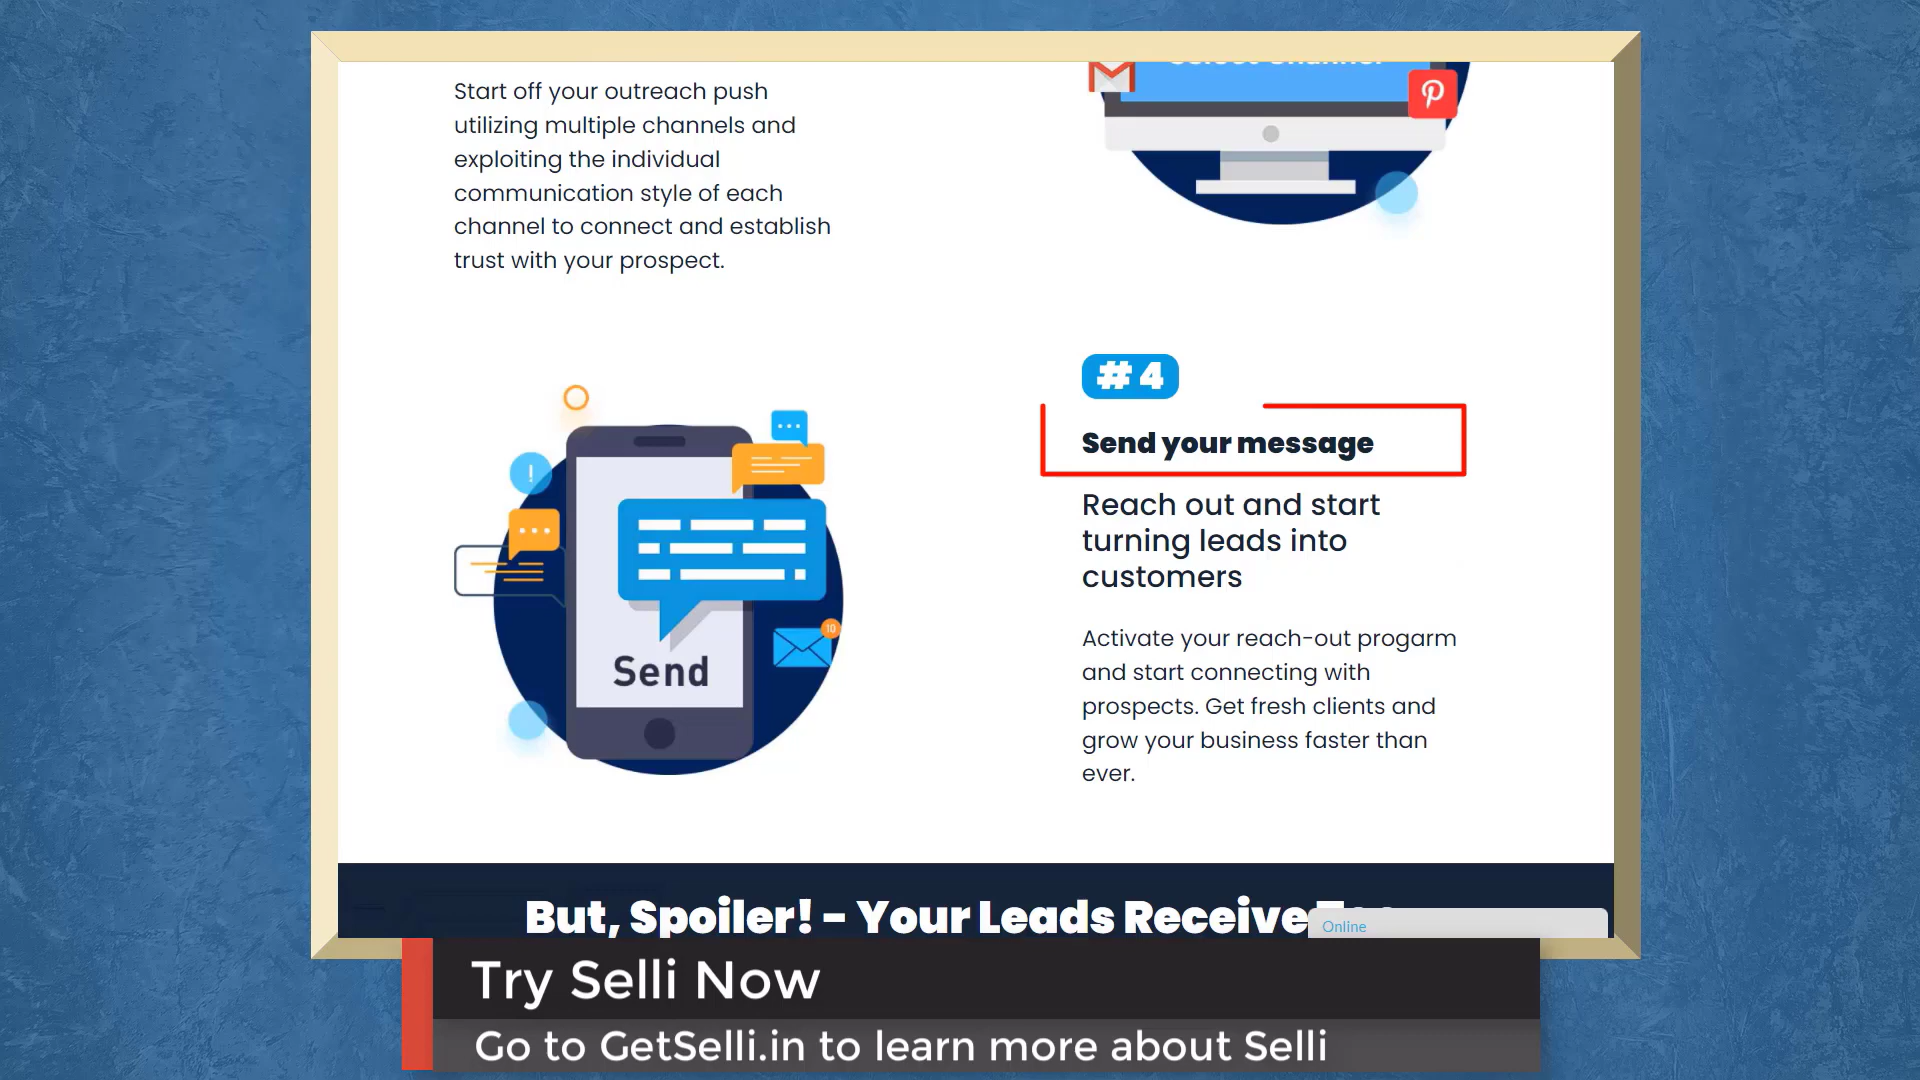 Start off your outreach push
utilizing multiple channels and
exploiting the individual
communication style of each
channel to connect and establish
trust with your prospect.
# 4
Send your message
Reach out and start
turning leads into
customers
Activate your reach-out progarm
and start connecting with
prospects. Get fresh clients and
grow your business faster than
ever.
!
10
Send
But, Spoiler! - Your Leads Receive
Online
Try Selli Now
Go to GetSelli.in to learn more about Selli